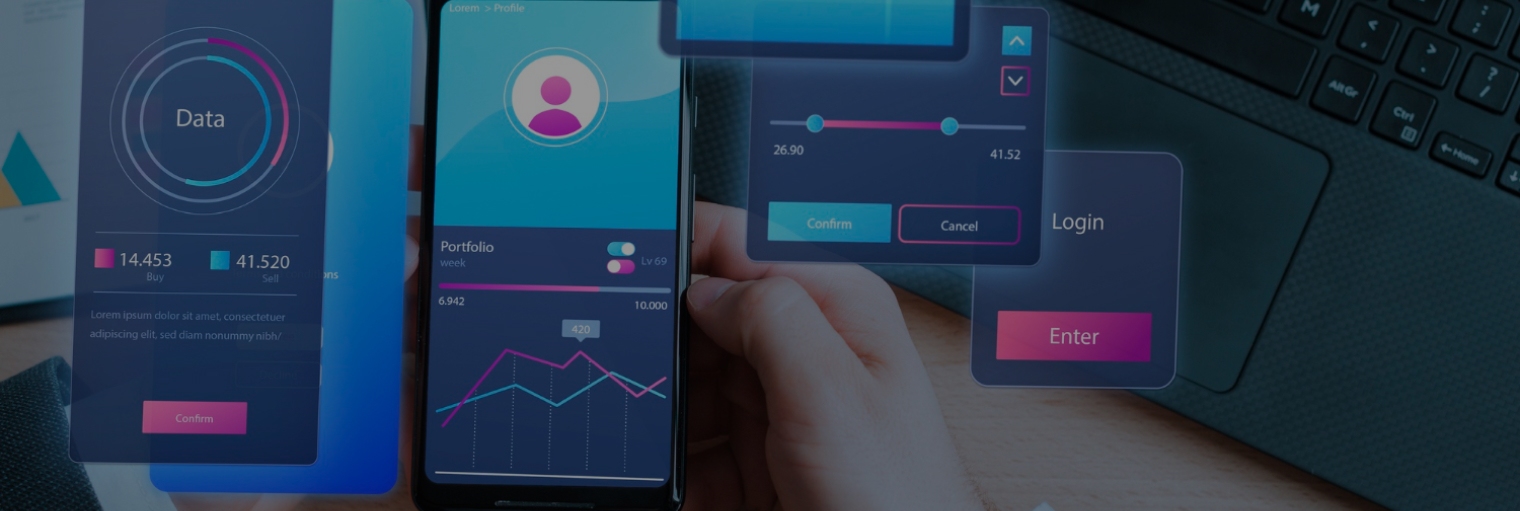 Lorem > Profile
Data
14.453
Buy
41.520
Sell
Lorem ipsum dolor sit amet, consectetuer
adipiscing elit, sed diam nonummy nibh/
Confirm
ons
Portfolio
week
Lv 69
6.942
10.000
420
26.90
41.52
Confirm
Cancel
Login
Enter
M
<
,
>
.
:
;
?
/
Alt Gr
Ctrl
Home